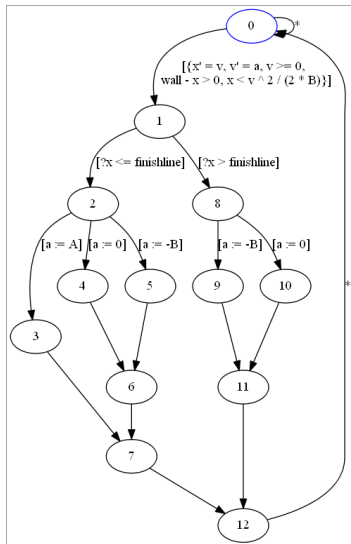 0
*
[{x' = v, v' = a, v >= 0,
wall - x > 0, x < v ^ 2 / (2 * B)}]
1
[?x <= finishline]
[?x > finishline]
2
8
[a := A]
[a := 0]
[a := -B]
[a := -B]
[a := 0]
4
5
9
10
*
3
6
11
7
12